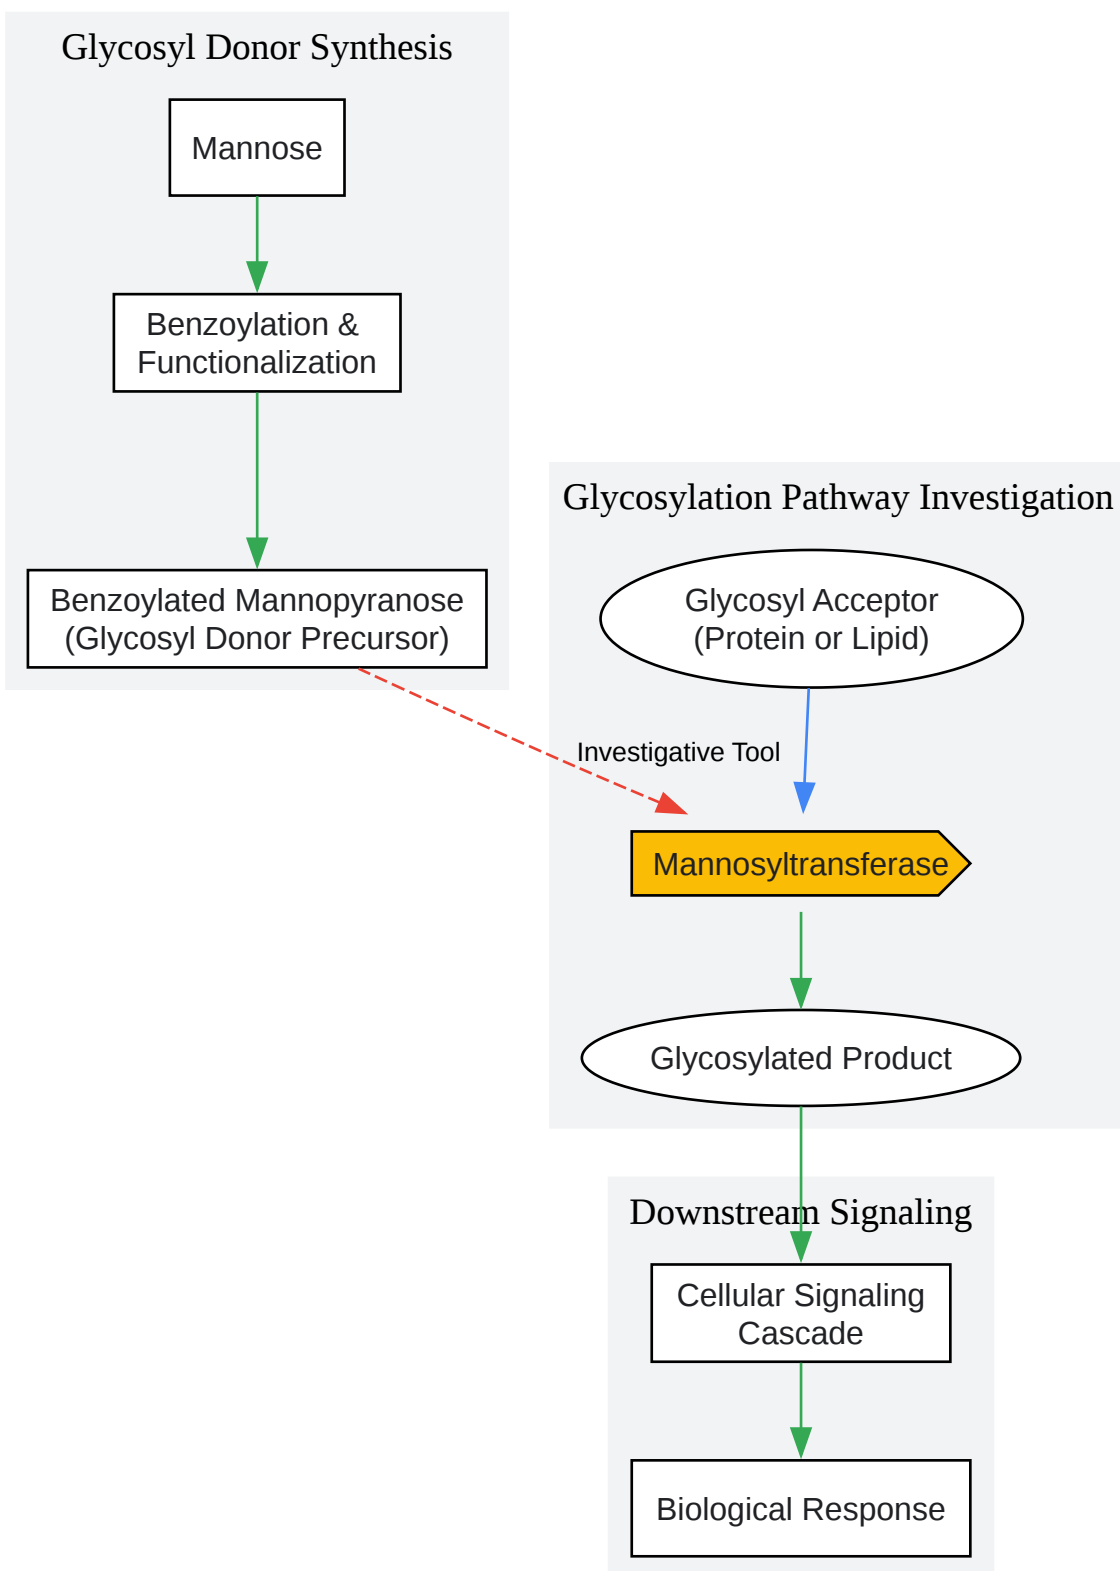 Glycosyl Donor Synthesis
Mannose
Benzoylation &
Functionalization
Benzoylated Mannopyranose
(Glycosyl Donor Precursor)
Glycosylation Pathway Investigation
Glycosyl Acceptor
(Protein or Lipid)
Investigative Tool
Mannosyltransferase
Glycosylated Product
Downstream Signaling
Cellular Signaling
Cascade
Biological Response